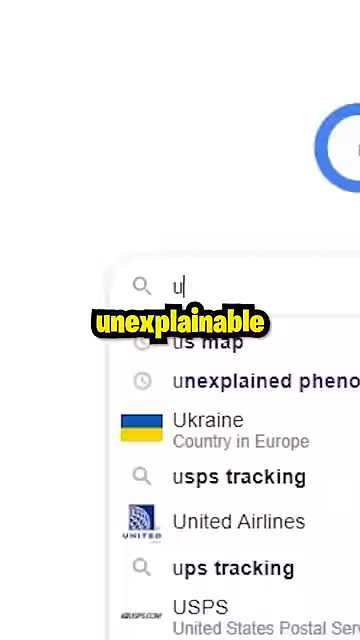 u
unexplainable
us map
unexplained pheno
Ukraine
Country in Europe
usps tracking
UNITED
United Airlines
ups tracking
USPS
United States Postal Serv